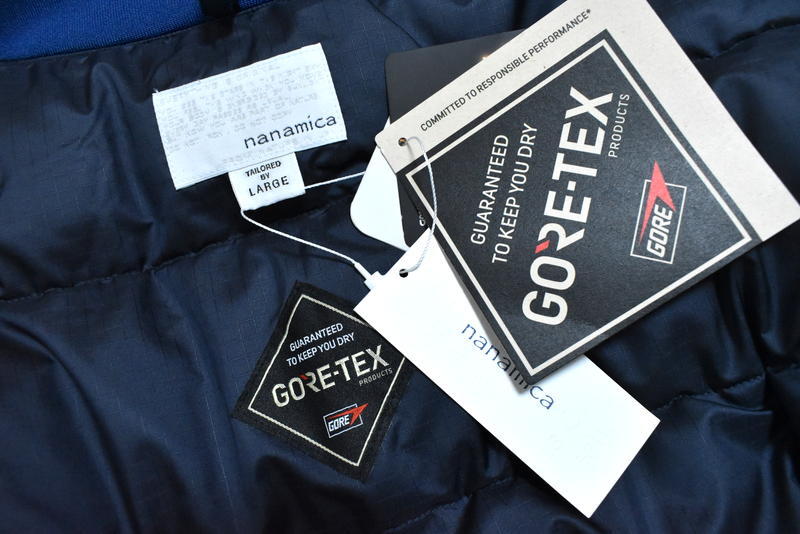 nanamica
TAILORED
BY
LARGE
COMMITTED TO RESPONSIBLE PERFORMANCE*
GUARANTEED
TO KEEP YOU DRY
GORE-TEX
PRODUCTS
GORE
nanamica
GUARANTEED
TO KEEP YOU DRY
GORE-TEX
PRODUCTS
GORE